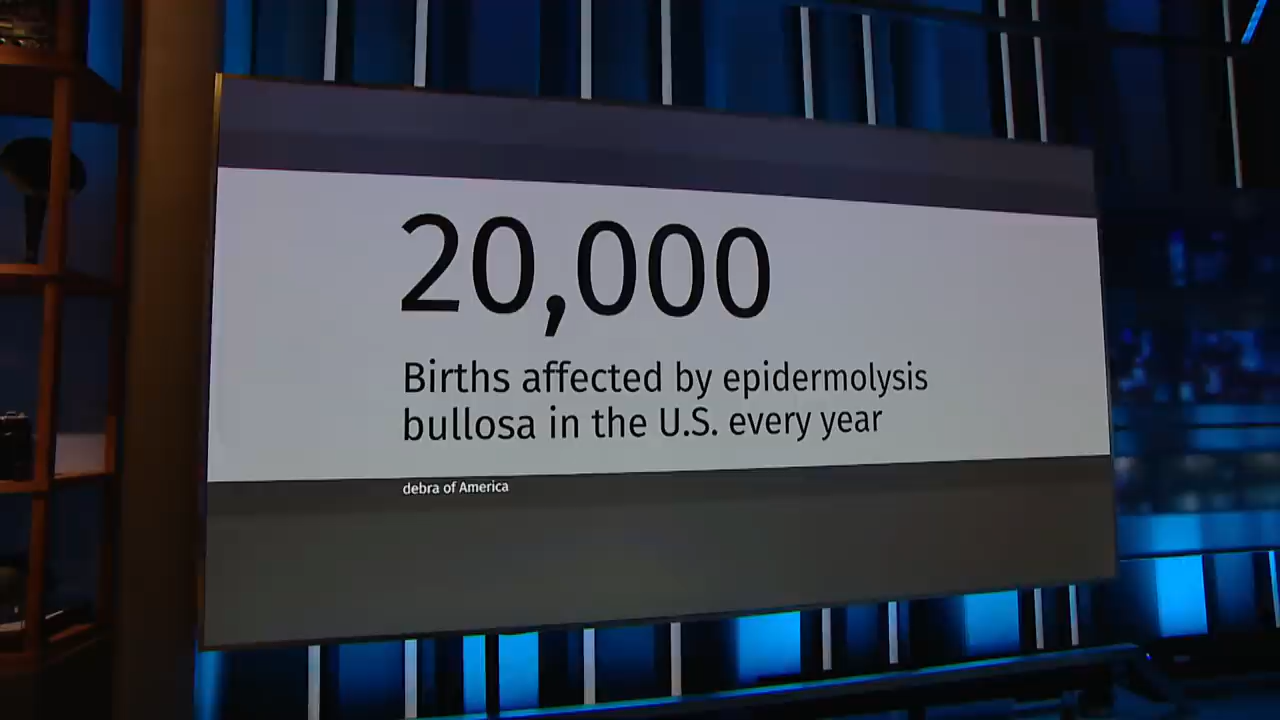 20,000
Births affected by epidermolysis
bullosa in the U.S. every year
debra of America